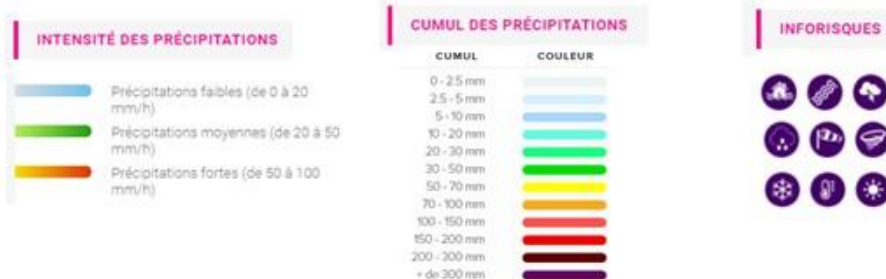 INTENSITÉ DES PRÉCIPITATIONS
Précipitations faibles (de 0 à 20
mm/h)
Précipitations moyennes (de 20 à 50
mm/h)
Précipitations fortes (de 50 à 100
mm/h)
CUMUL DES PRÉCIPITATIONS
CUMUL COULEUR
0 - 2.5 mm
2.5 - 5 mm
5 - 10 mm
10 - 20 mm
20 - 30 mm
30 - 50 mm
50 - 70 mm
70 - 100 mm
100 - 150 mm
150 - 200 mm
200 - 300 mm
+ de 300 mm
INFORISQUES